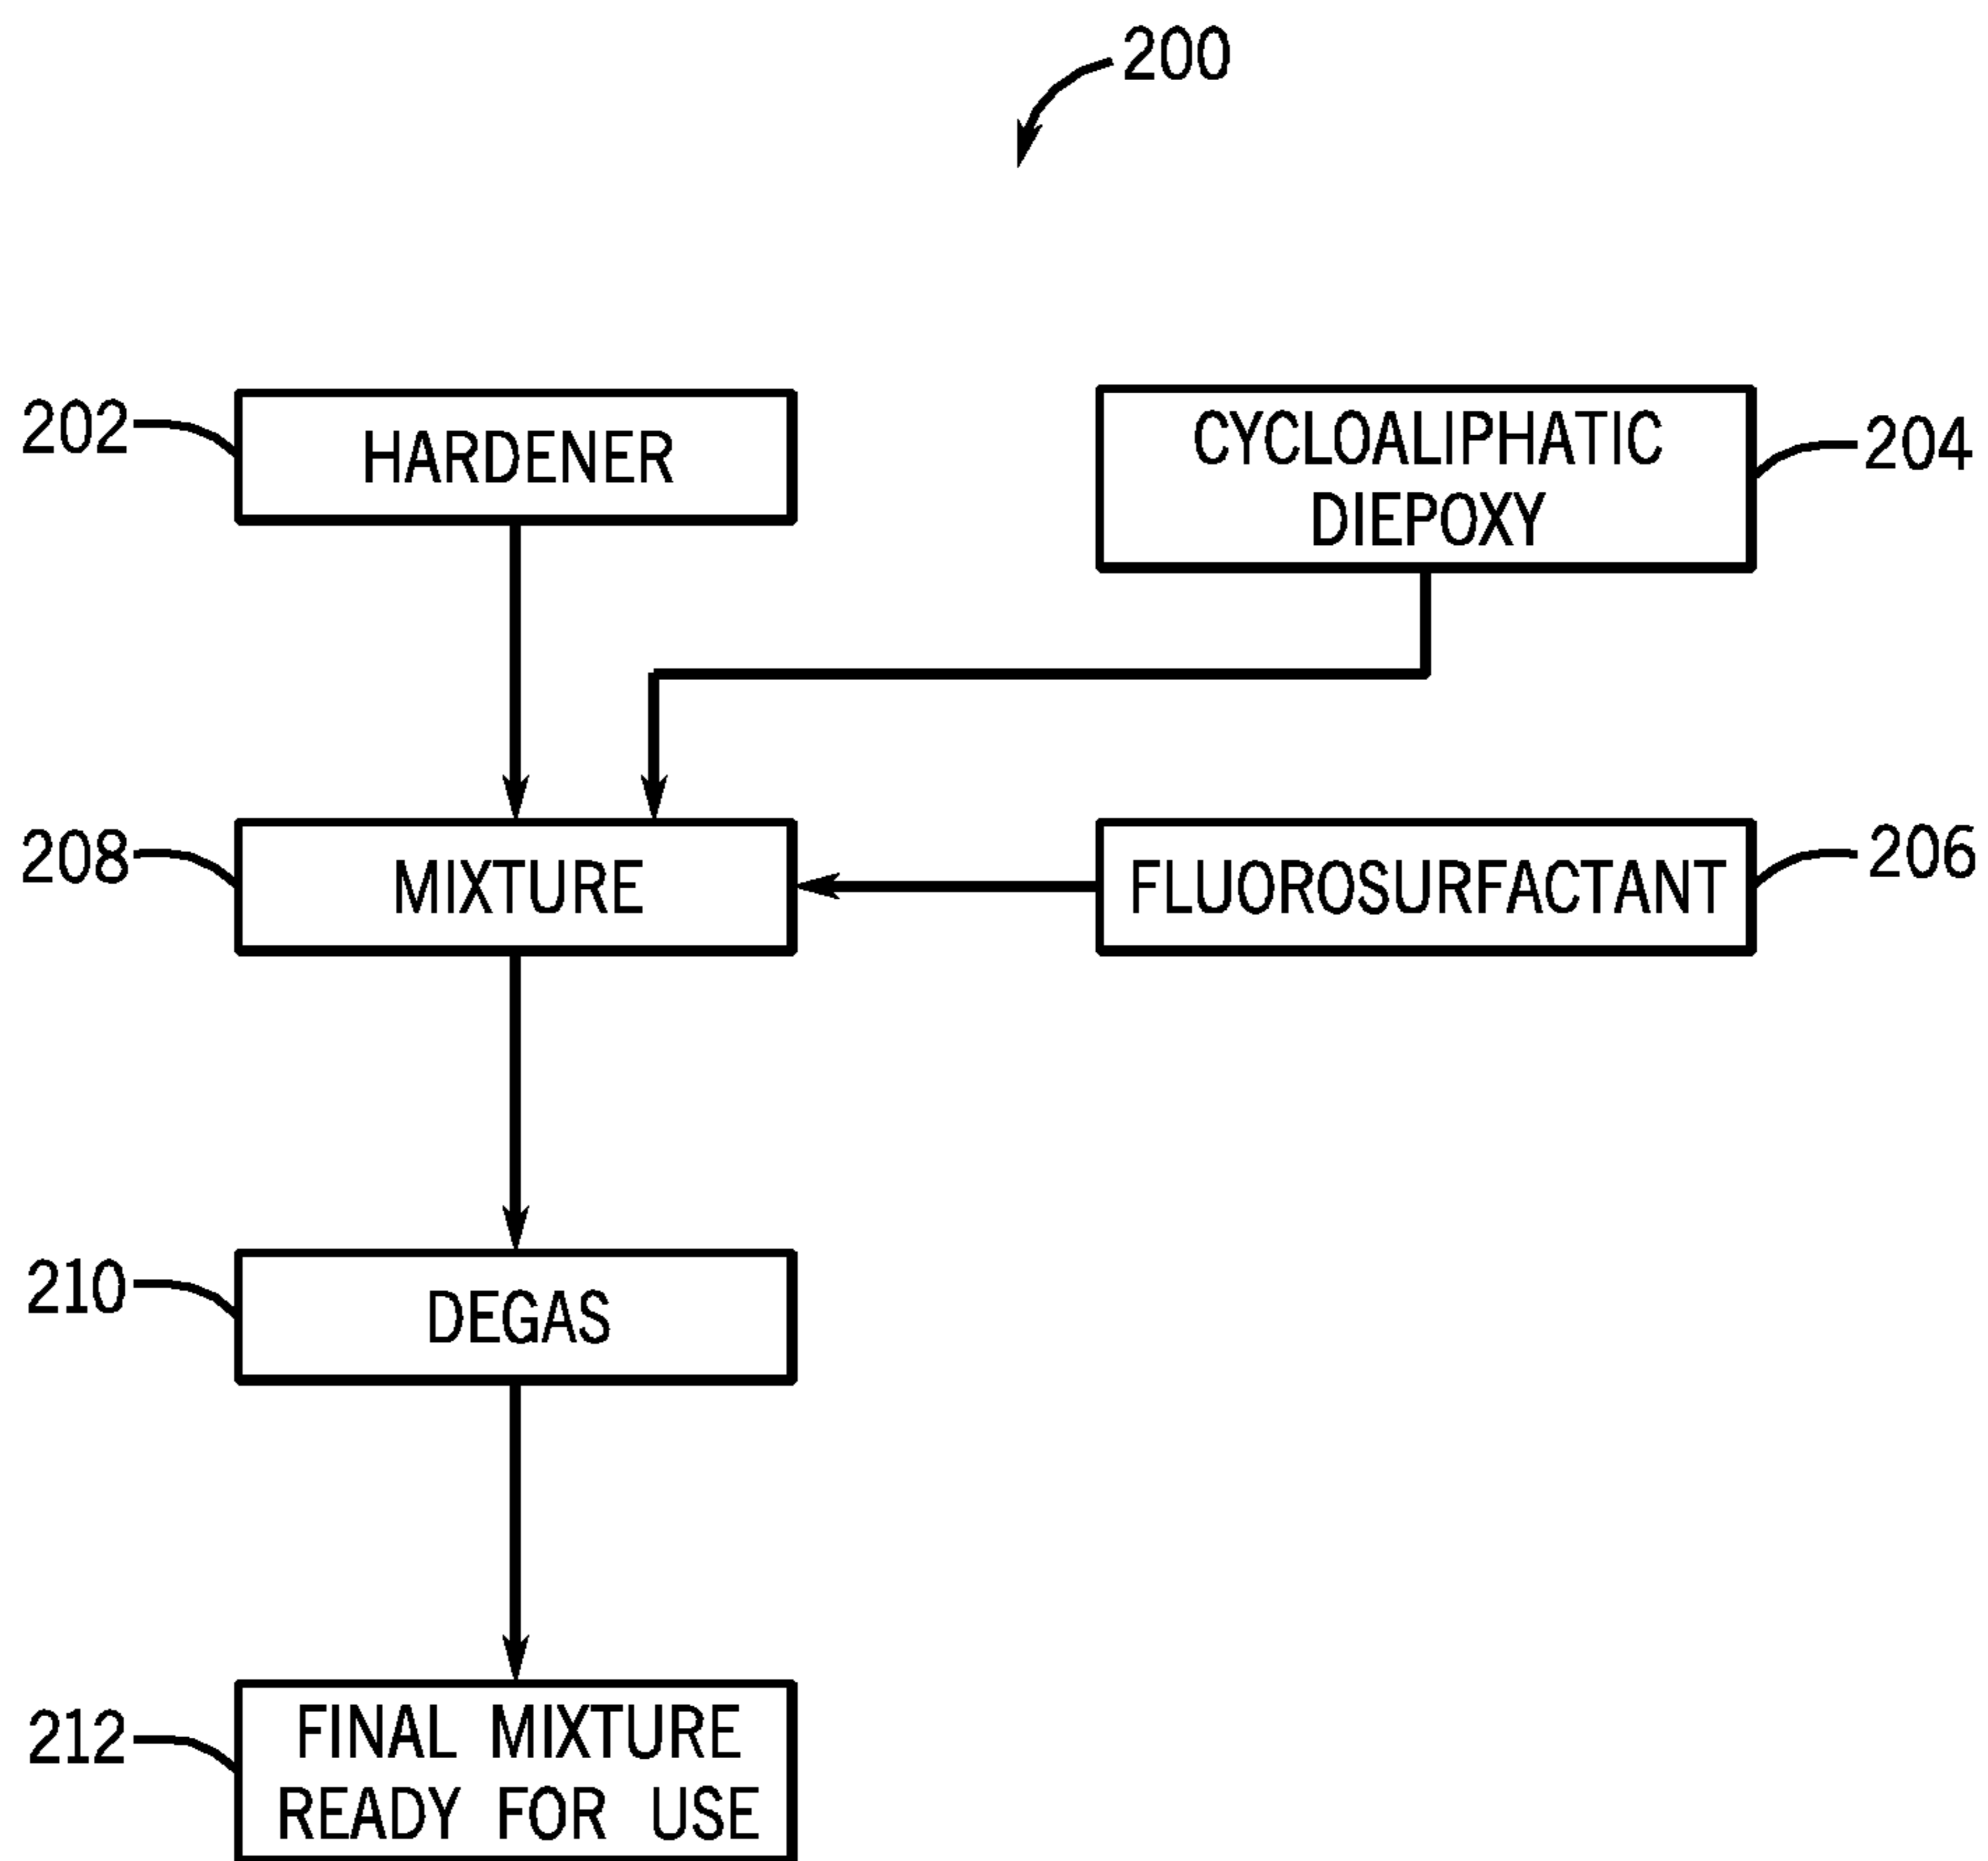 200
202
HARDENER
CYCLOALIPHATIC
DIEPOXY
204
208
MIXTURE
FLUOROSURFACTANT
206
210
DEGAS
212
FINAL MIXTURE
READY FOR USE